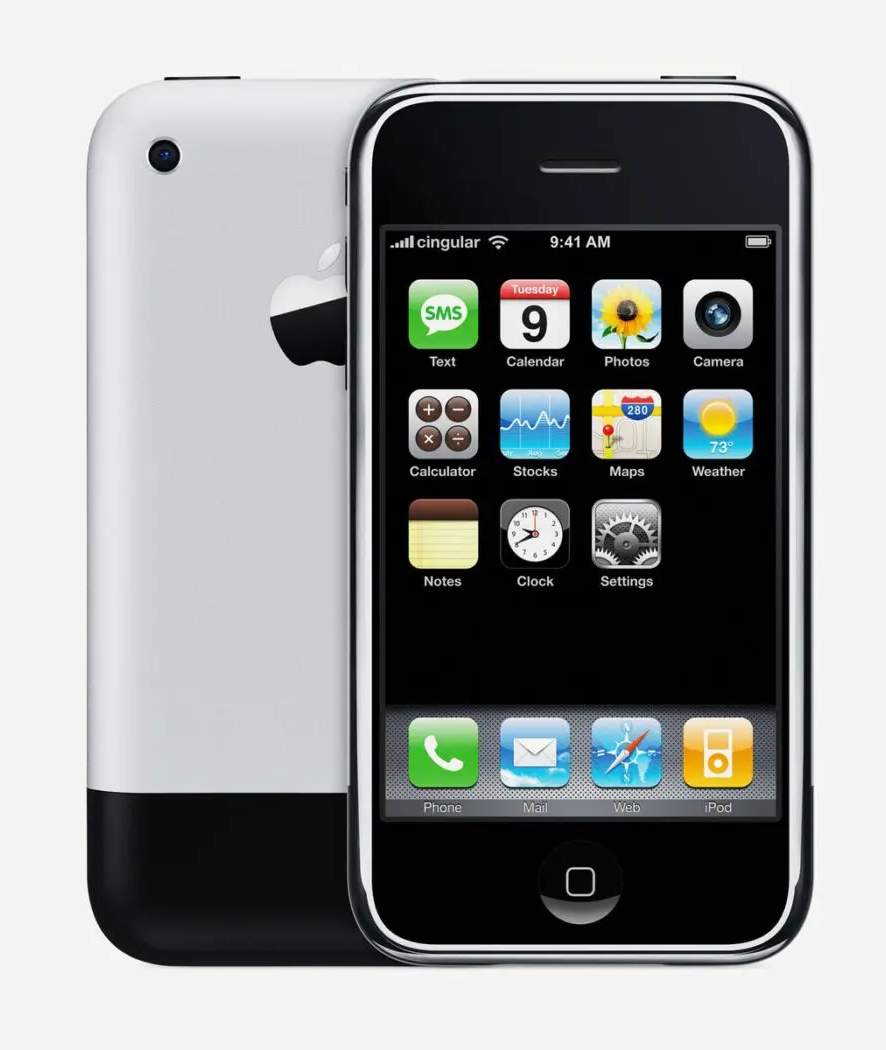 cingular 9:41 AM
SMS Tuesday 9
Text Calendar Photos Camera
280 73°
Calculator Stocks Maps Weather
Notes Clock Settings
Phone Mail Web iPod